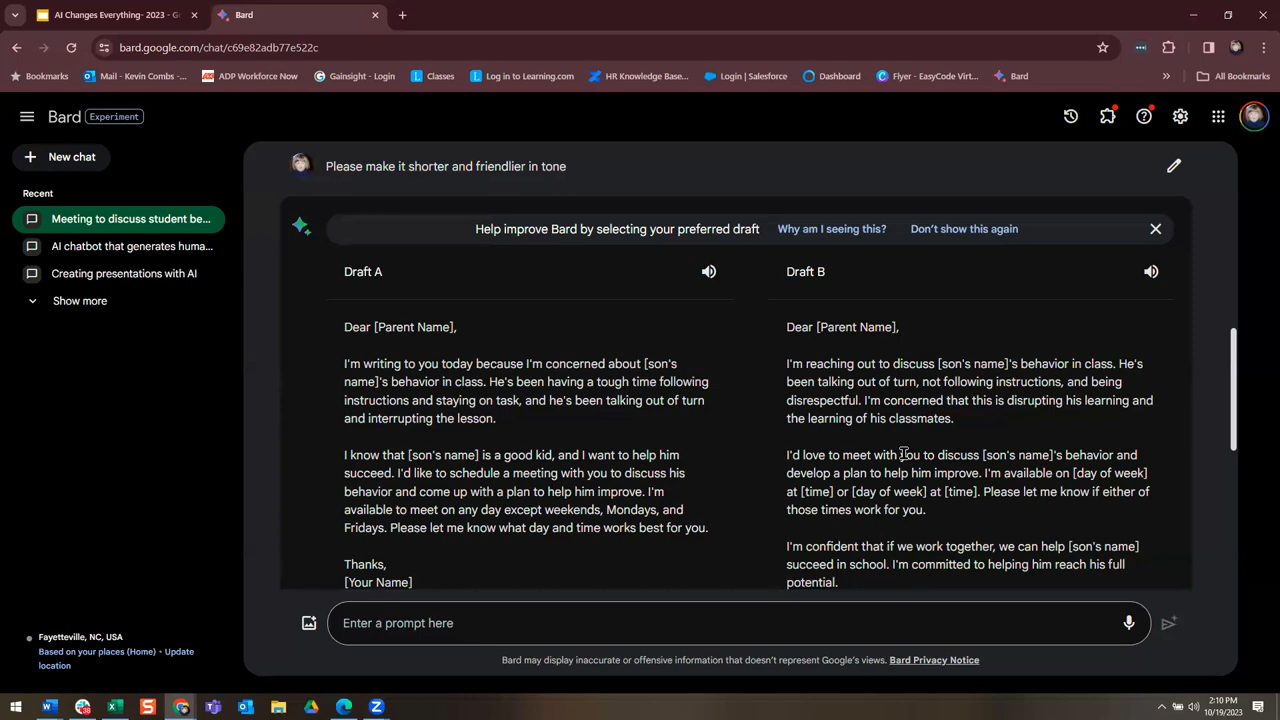 AI Changes Everything- 2023 - Go
Bard
bard.google.com/chat/c69e82adb77e522c
Bookmarks
Mail - Kevin Combs -...
ADP Workforce Now
Gainsight - Login
Classes
Log in to Learning.com
HR Knowledge Base...
Login | Salesforce
Dashboard
Flyer - EasyCode Virt...
Bard
All Bookmarks
Bard
Experiment
New chat
Recent
Meeting to discuss student be...
AI chatbot that generates huma...
Creating presentations with AI
Show more
Please make it shorter and friendlier in tone
Help improve Bard by selecting your preferred draft
Why am I seeing this?
Don't show this again
Draft A
Dear [Parent Name],
I'm writing to you today because I'm concerned about [son's
name]'s behavior in class. He's been having a tough time following
instructions and staying on task, and he's been talking out of turn
and interrupting the lesson.
I know that [son's name] is a good kid, and I want to help him
succeed. I'd like to schedule a meeting with you to discuss his
behavior and come up with a plan to help him improve. I'm
available to meet on any day except weekends, Mondays, and
Fridays. Please let me know what day and time works best for you.
Thanks,
[Your Name]
Draft B
Dear [Parent Name],
I'm reaching out to discuss [son's name]'s behavior in class. He's
been talking out of turn, not following instructions, and being
disrespectful. I'm concerned that this is disrupting his learning and
the learning of his classmates.
I'd love to meet with you to discuss [son's name]'s behavior and
develop a plan to help him improve. I'm available on [day of week]
at [time] or [day of week] at [time]. Please let me know if either of
those times work for you.
I'm confident that if we work together, we can help [son's name]
succeed in school. I'm committed to helping him reach his full
potential.
Enter a prompt here
Bard may display inaccurate or offensive information that doesn't represent Google's views. Bard Privacy Notice
Fayetteville, NC, USA
Based on your places (Home) • Update
location
2:10 PM
10/19/2023